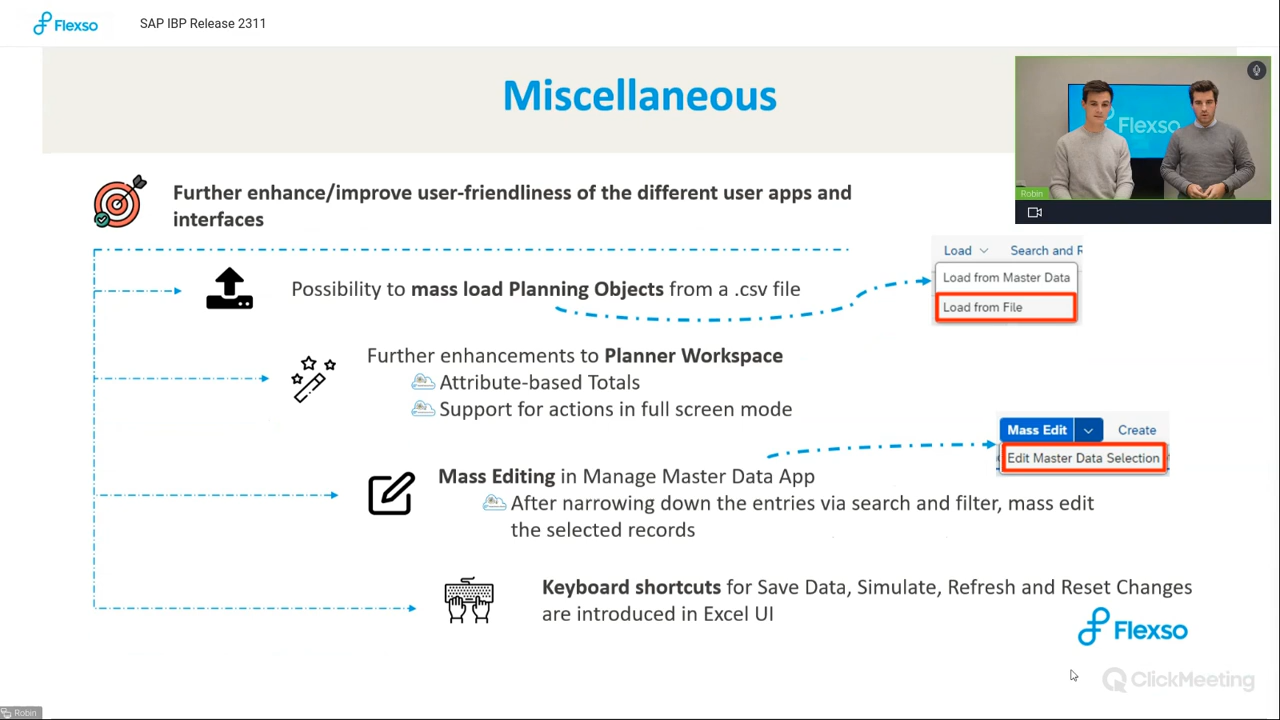 Flexso
SAP IBP Release 2311
Miscellaneous
Flexso
Robin
Further enhance/improve user-friendliness of the different user apps and
interfaces
Load
Search and R
Load from Master Data
Load from File
Possibility to mass load Planning Objects from a .csv file
Further enhancements to Planner Workspace
Attribute-based Totals
Support for actions in full screen mode
Mass Edit
Create
Edit Master Data Selection
Mass Editing in Manage Master Data App
After narrowing down the entries via search and filter, mass edit
the selected records
Keyboard shortcuts for Save Data, Simulate, Refresh and Reset Changes
are introduced in Excel UI
Flexso
ClickMeeting
Robin